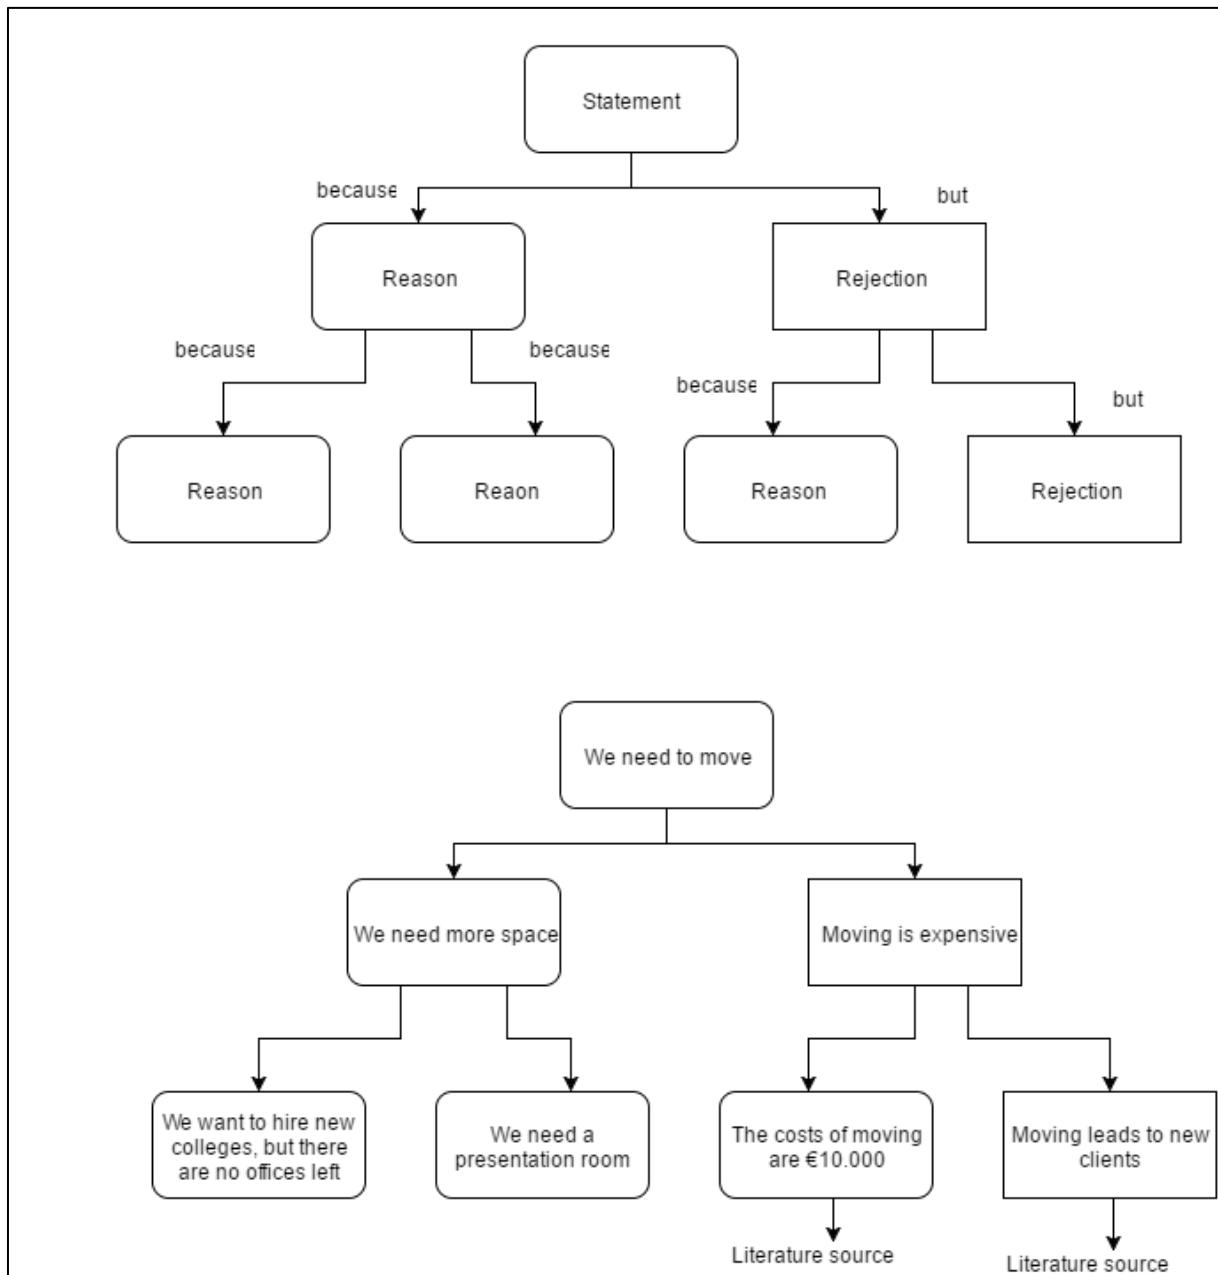 Statement
because
but
Reason
Rejection
because
because
because
but
Reason
Reaon
Reason
Rejection
We need to move
We need more space
Moving is expensive
We want to hire new
colleges, but there
are no offices left
We need a
presentation room
The costs of moving
are €10.000
Moving leads to new
clients
Literature source
Literature source